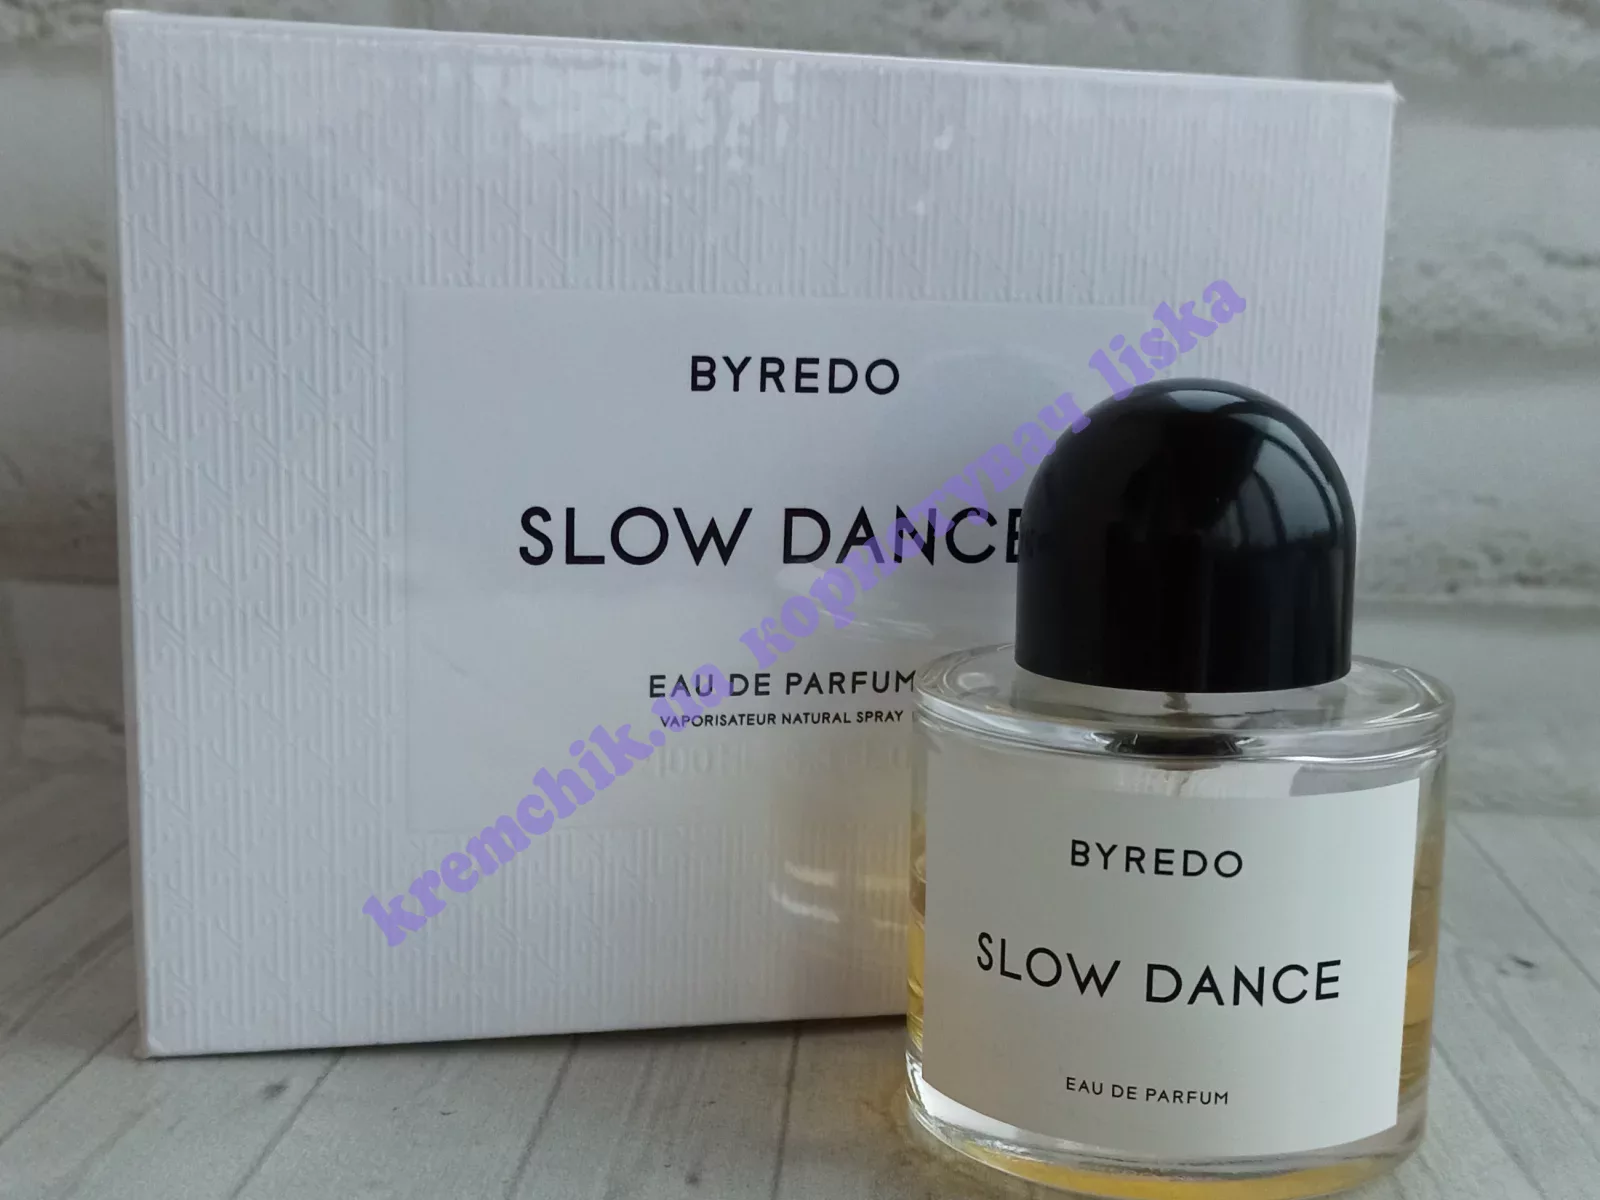 BYREDO
SLOW DANCE
EAU DE PARFUM
VAPORISATEUR NATURAL SPRAY
BYREDO
SLOW DANCE
EAU DE PARFUM
kremchik.ua користувач liska